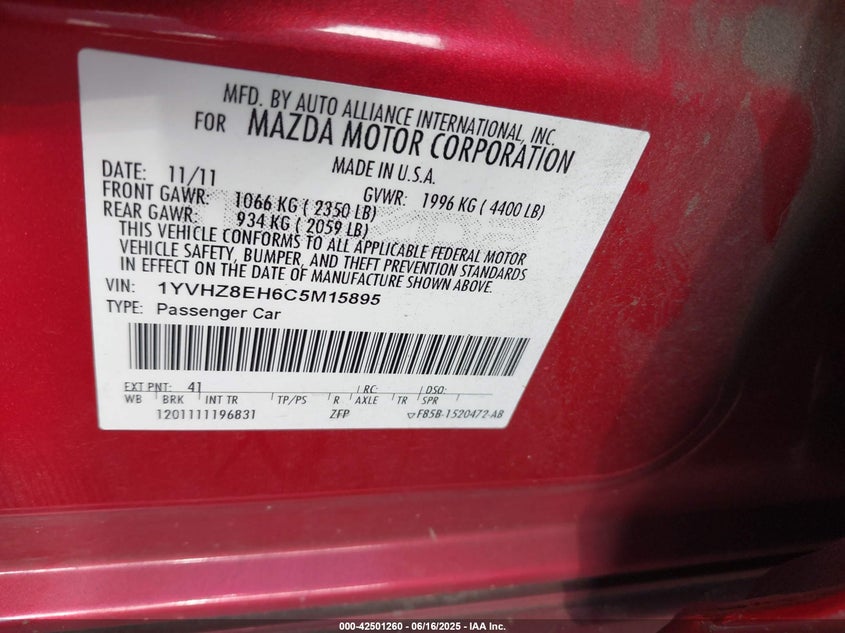 MFD. BY AUTO ALLIANCE INTERNATIONAL, INC.
FOR MAZDA MOTOR CORPORATION
MADE IN U.S.A.
DATE: 11/11 GVWR: 1996 KG ( 4400 LB)
FRONT GAWR: 1066 KG ( 2350 LB)
REAR GAWR: 934 KG ( 2059 LB)
THIS VEHICLE CONFORMS TO ALL APPLICABLE FEDERAL MOTOR
VEHICLE SAFETY, BUMPER, AND THEFT PREVENTION STANDARDS
IN EFFECT ON THE DATE OF MANUFACTURE SHOWN ABOVE.
VIN: 1YVHZ8EH6C5M15895
TYPE: Passenger Car
EXT PNT: 41 RC: DSO:
WB BRK INT TR TP/PS R AXLE TR SPR
1201111196831 ZFP F85B-1520472-AB
000-42501260 - 06/16/2025 - IAA Inc.